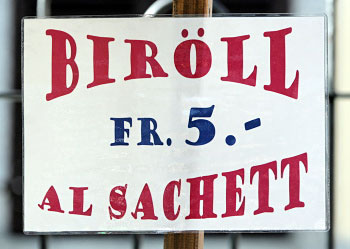 BIRÖLL
FR. 5.-
AL SACHETT